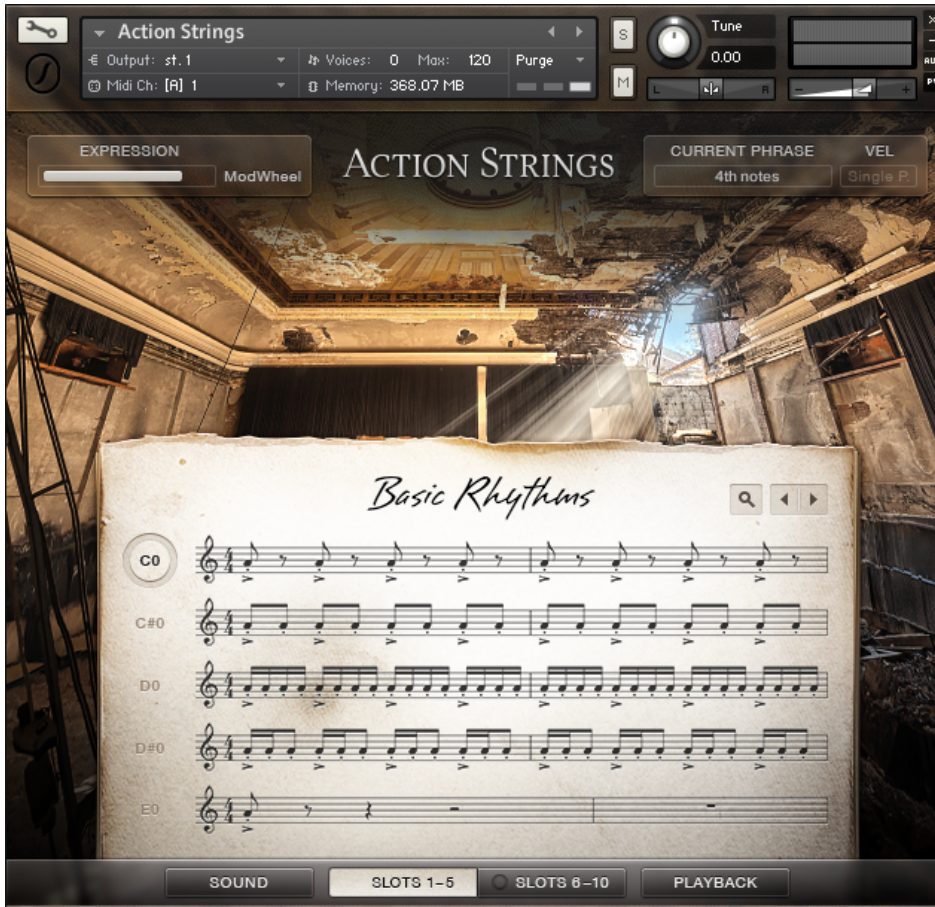 Action Strings
Output: st. 1
Voices: 0 Max: 120
Purge
Midi Ch: [A] 1
Memory: 368.07 MB
S
M
Tune
0.00
L R
- +
AU
PV
EXPRESSION
ModWheel
ACTION STRINGS
CURRENT PHRASE
VEL
4th notes
Single P.
Basic Rhythms
C0
C#0
D0
D#0
E0
SOUND
SLOTS 1-5
SLOTS 6-10
PLAYBACK